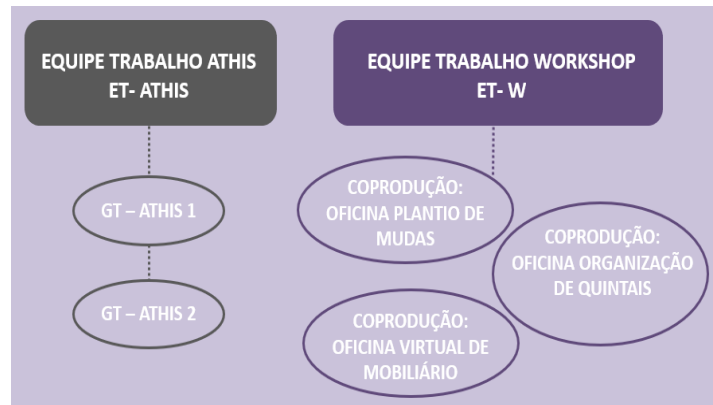 EQUIPE TRABALHO ATHIS
ET- ATHIS
GT – ATHIS 1
GT – ATHIS 2
EQUIPE TRABALHO WORKSHOP
ET- W
COPRODUÇÃO:
OFICINA PLANTIO DE
MUDAS
COPRODUÇÃO:
OFICINA ORGANIZAÇÃO
DE QUINTAIS
COPRODUÇÃO:
OFICINA VIRTUAL DE
MOBILIÁRIO